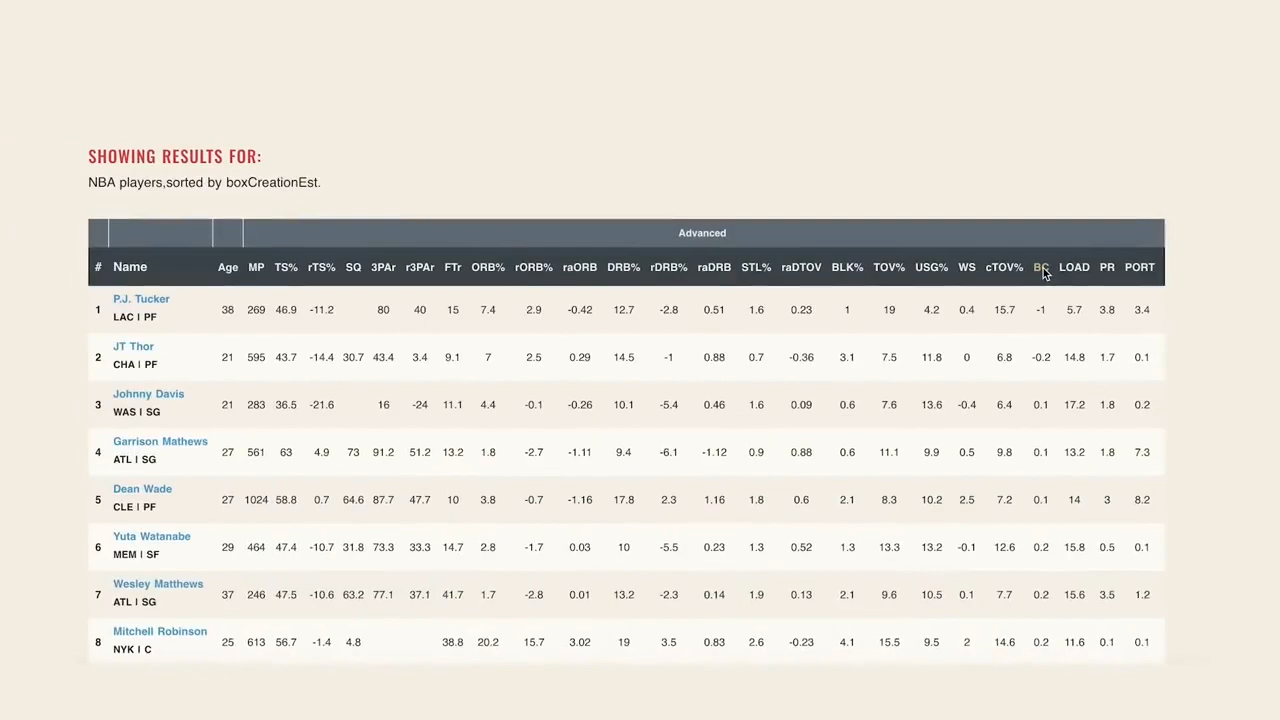 SHOWING RESULTS FOR:
NBA players,sorted by boxCreationEst.
Advanced
# Name Age MP TS% rTS% SQ 3PAr r3PAr FTr ORB% rORB% raORB DRB% rDRB% raDRB STL% raDTOV BLK% TOV% USG% WS cTOV% BC LOAD PR PORT
1 P.J. Tucker LAC | PF 38 269 46.9 -11.2 80 40 15 7.4 2.9 -0.42 12.7 -2.8 0.51 1.6 0.23 1 19 4.2 0.4 15.7 -1 5.7 3.8 3.4
2 JT Thor CHA | PF 21 595 43.7 -14.4 30.7 43.4 3.4 9.1 7 2.5 0.29 14.5 -1 0.88 0.7 -0.36 3.1 7.5 11.8 0 6.8 -0.2 14.8 1.7 0.1
3 Johnny Davis WAS | SG 21 283 36.5 -21.6 16 -24 11.1 4.4 -0.1 -0.26 10.1 -5.4 0.46 1.6 0.09 0.6 7.6 13.6 -0.4 6.4 0.1 17.2 1.8 0.2
4 Garrison Mathews ATL | SG 27 561 63 4.9 73 91.2 51.2 13.2 1.8 -2.7 -1.11 9.4 -6.1 -1.12 0.9 0.88 0.6 11.1 9.9 0.5 9.8 0.1 13.2 1.8 7.3
5 Dean Wade CLE | PF 27 1024 58.8 0.7 64.6 87.7 47.7 10 3.8 -0.7 -1.16 17.8 2.3 1.16 1.8 0.6 2.1 8.3 10.2 2.5 7.2 0.1 14 3 8.2
6 Yuta Watanabe MEM | SF 29 464 47.4 -10.7 31.8 73.3 33.3 14.7 2.8 -1.7 0.03 10 -5.5 0.23 1.3 0.52 1.3 13.3 13.2 -0.1 12.6 0.2 15.8 0.5 0.1
7 Wesley Matthews ATL | SG 37 246 47.5 -10.6 63.2 77.1 37.1 41.7 1.7 -2.8 0.01 13.2 -2.3 0.14 1.9 0.13 2.1 9.6 10.5 0.1 7.7 0.2 15.6 3.5 1.2
8 Mitchell Robinson NYK | C 25 613 56.7 -1.4 4.8 38.8 20.2 15.7 3.02 19 3.5 0.83 2.6 -0.23 4.1 15.5 9.5 2 14.6 0.2 11.6 0.1 0.1